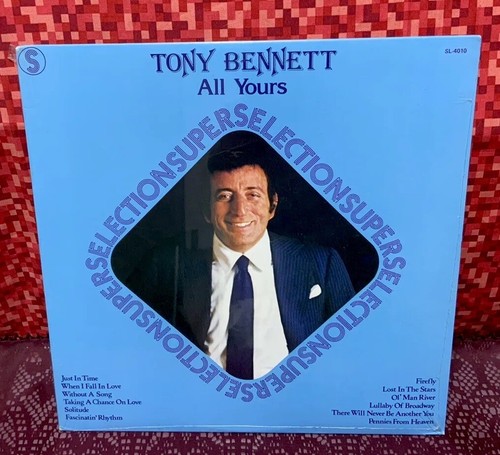 S
SL-4010
TONY BENNETT
All Yours
SUPERSELECTIONSUPERSELECTIONSUPERSELECTIONSUPERSELECTION
Just In Time
When I Fall In Love
Without A Song
Taking A Chance On Love
Solitude
Fascinatin' Rhythm
Firefly
Lost In The Stars
Ol' Man River
Lullaby Of Broadway
There Will Never Be Another You
Pennies From Heaven